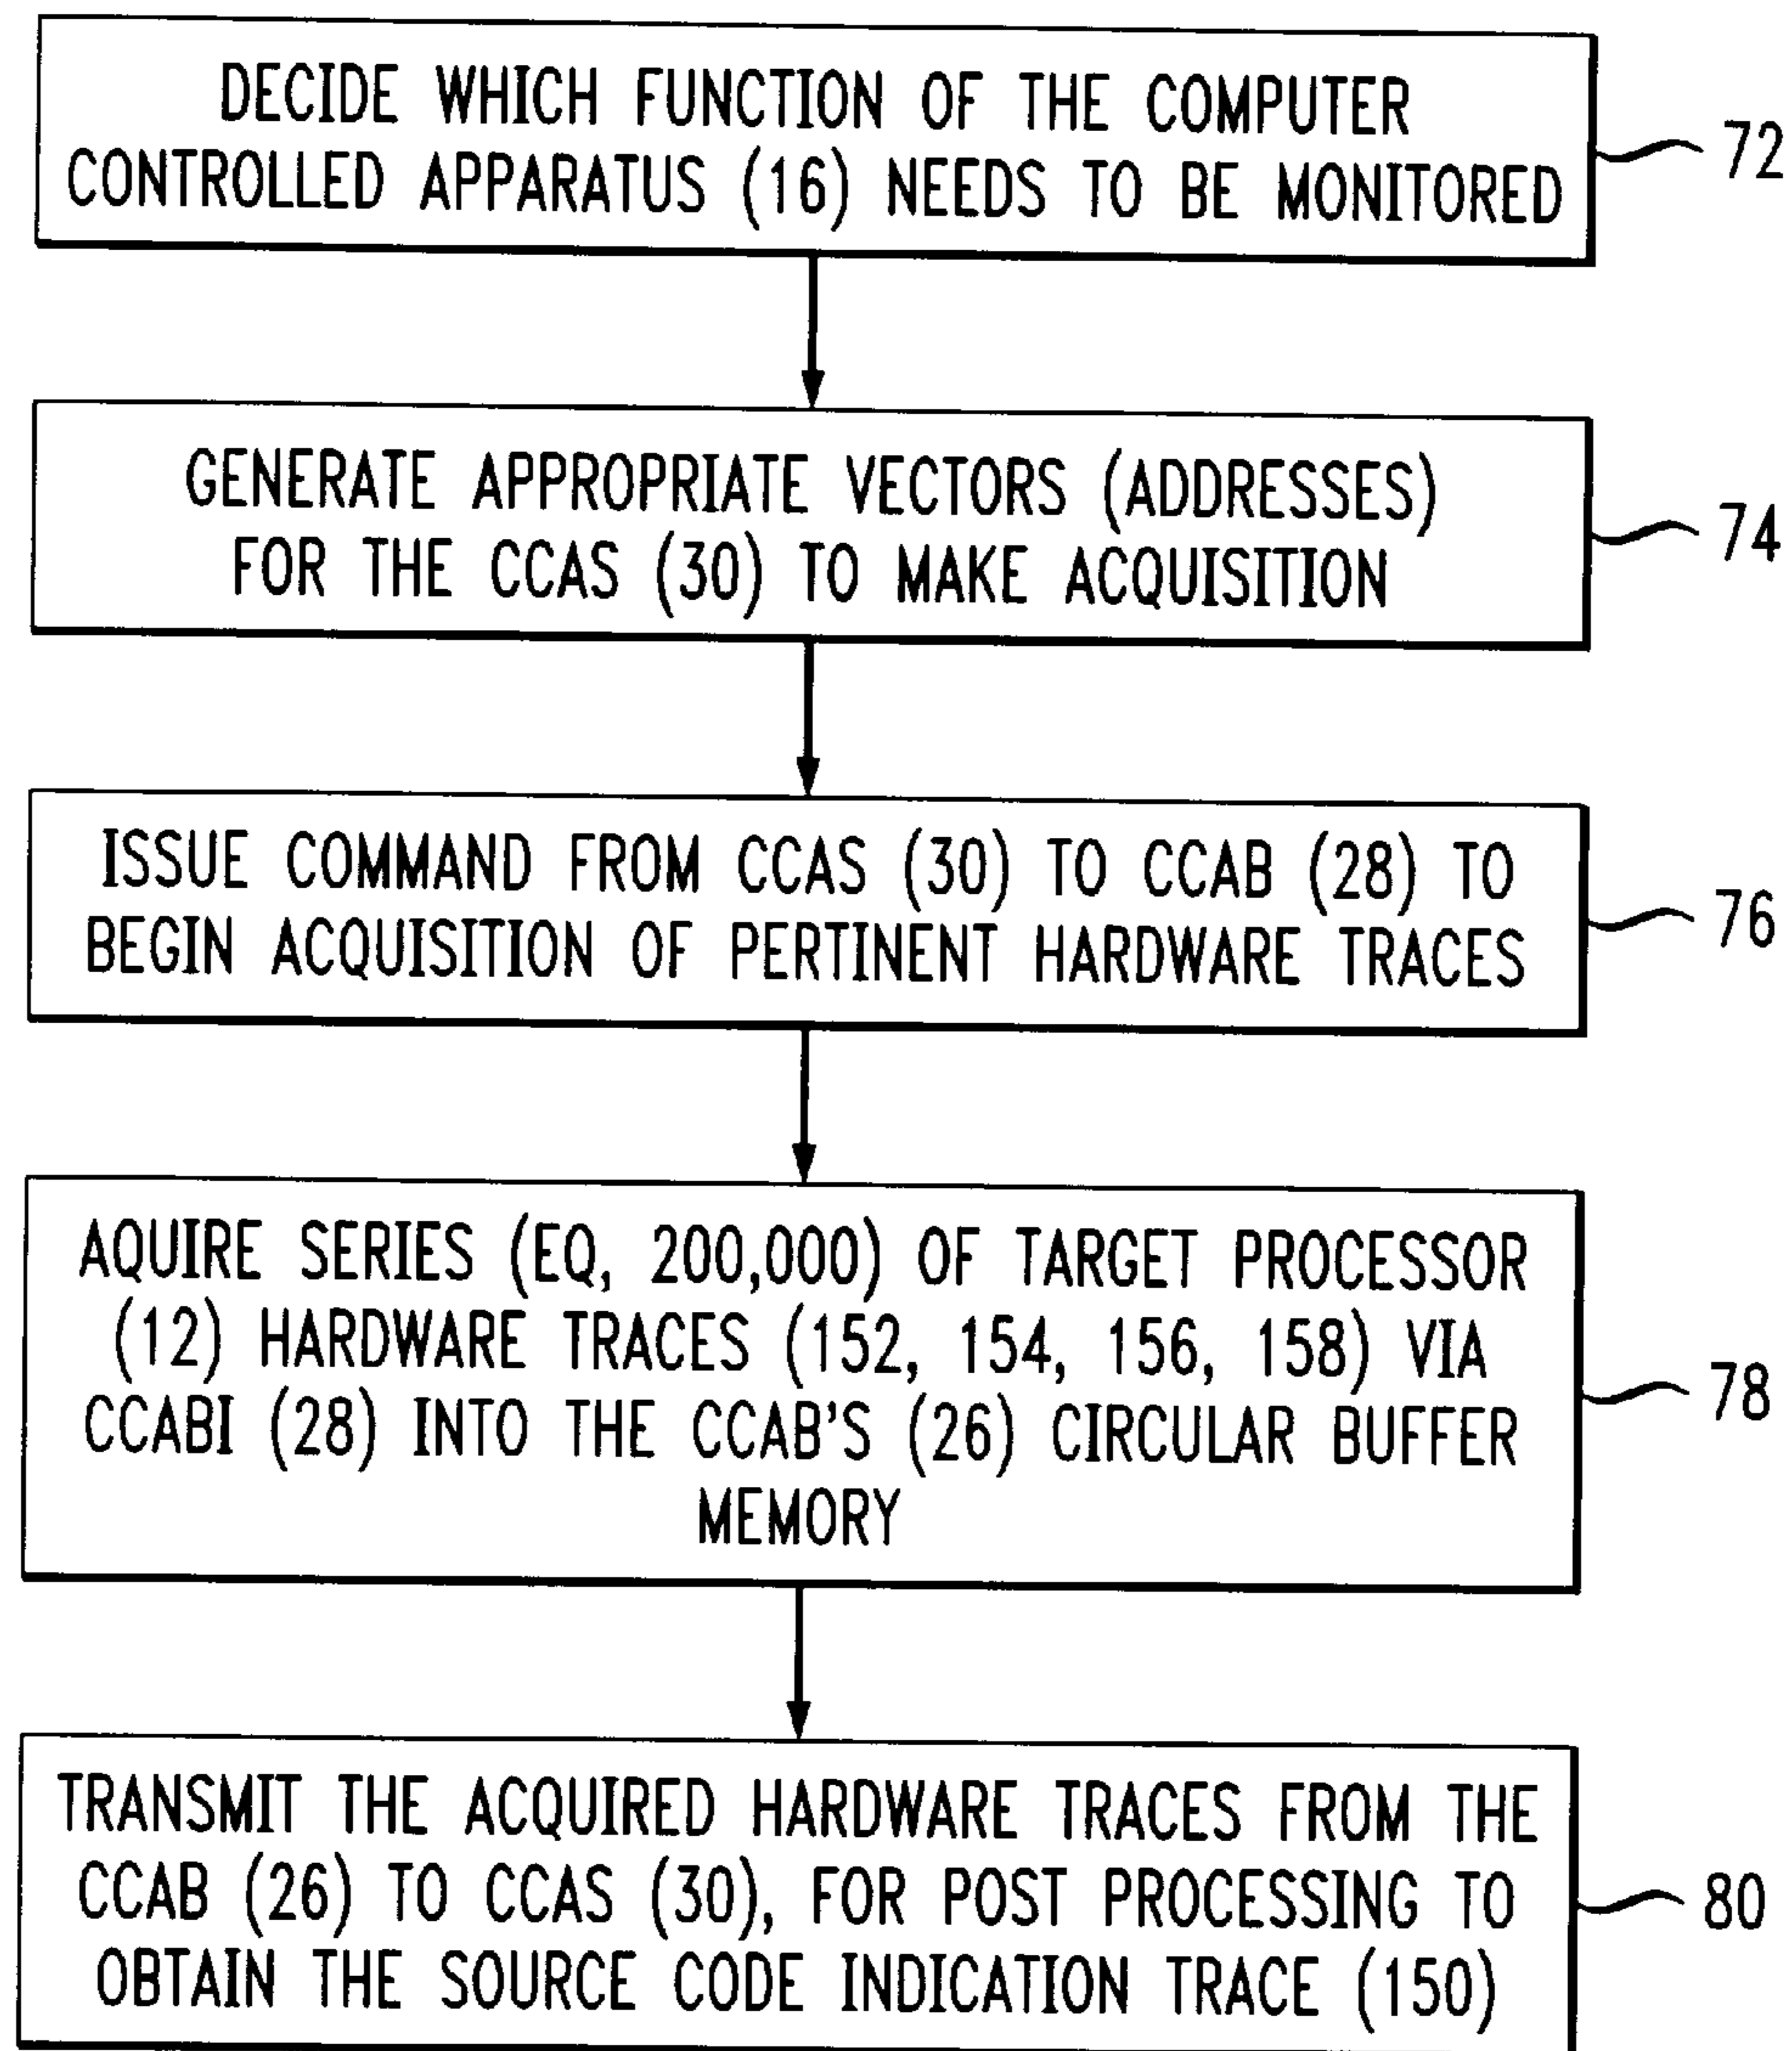 DECIDE WHICH FUNCTION OF THE COMPUTER
CONTROLLED APPARATUS (16) NEEDS TO BE MONITORED
72
GENERATE APPROPRIATE VECTORS (ADDRESSES)
FOR THE CCAS (30) TO MAKE ACQUISITION
74
ISSUE COMMAND FROM CCAS (30) TO CCAB (28) TO
BEGIN ACQUISITION OF PERTINENT HARDWARE TRACES
76
AQUIRE SERIES (EQ, 200,000) OF TARGET PROCESSOR
(12) HARDWARE TRACES (152, 154, 156, 158) VIA
CCABI (28) INTO THE CCAB'S (26) CIRCULAR BUFFER
MEMORY
78
TRANSMIT THE ACQUIRED HARDWARE TRACES FROM THE
CCAB (26) TO CCAS (30), FOR POST PROCESSING TO
OBTAIN THE SOURCE CODE INDICATION TRACE (150)
80